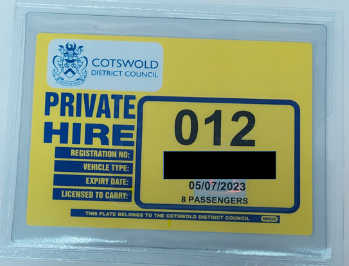 COTSWOLD
DISTRICT COUNCIL
PRIVATE
HIRE
012
REGISTRATION NO:
VEHICLE TYPE:
EXPIRY DATE: 05/07/2023
LICENSED TO CARRY: 8 PASSENGERS
THIS PLATE BELONGS TO THE COTSWOLD DISTRICT COUNCIL